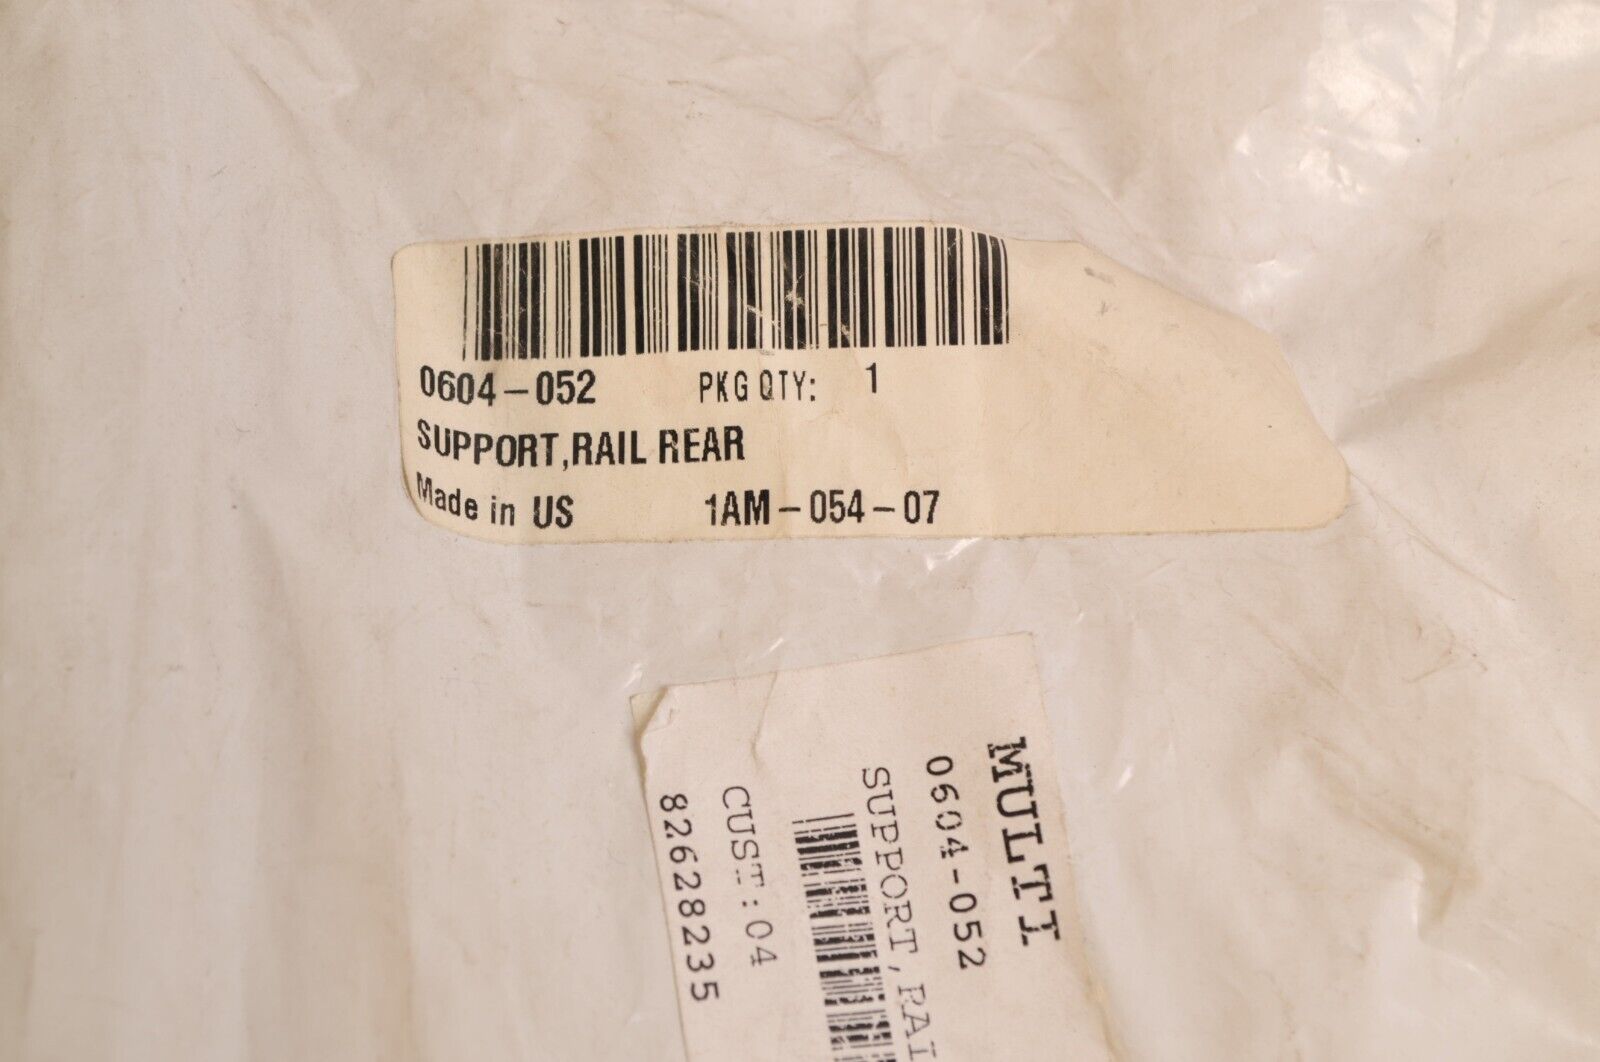 0604-052 PKG QTY: 1
SUPPORT,RAIL REAR
Made in US 1AM-054-07
MULTI
0604-052
SUPPORT,RAI
CUST:04
82628235